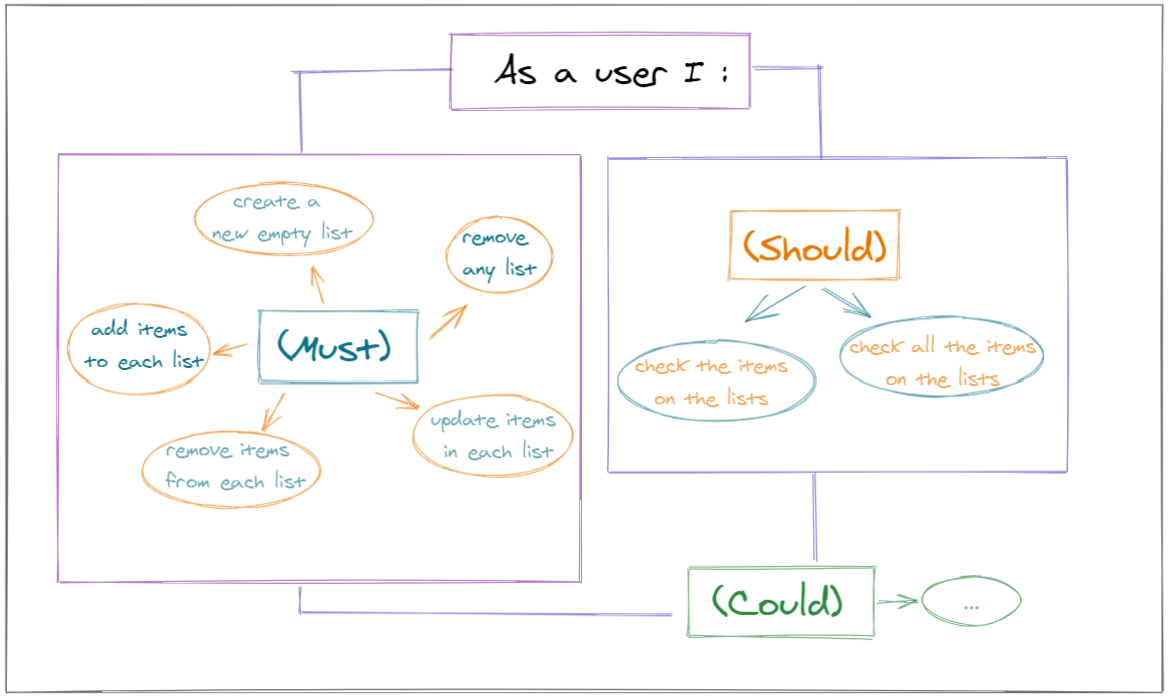 As a user I :
create a
new empty list
remove
any list
add items
to each list
(Must)
remove items
from each list
update items
in each list
(Should)
check the items
on the lists
check all the items
on the lists
(Could)
...